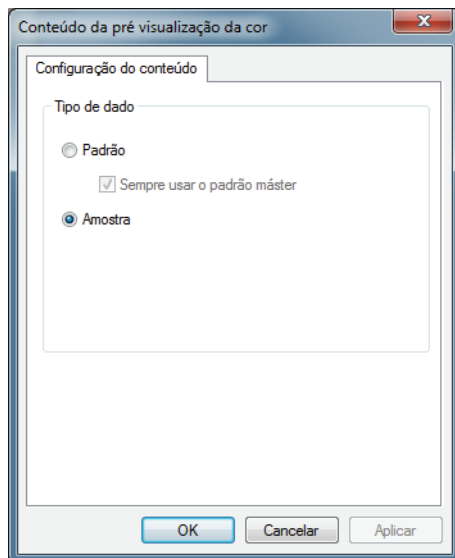 Conteúdo da pré visualização da cor
Configuração do conteúdo
Tipo de dado
Padrão
Sempre usar o padrão máster
Amostra
OK Cancelar Aplicar